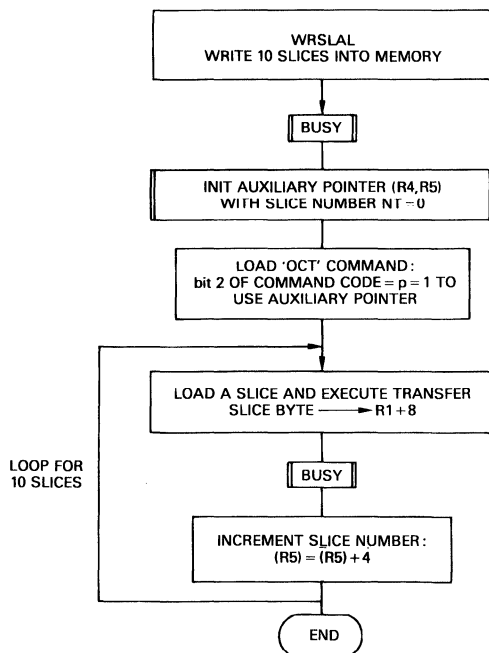 WRSLAL
WRITE 10 SLICES INTO MEMORY
BUSY
INIT AUXILIARY POINTER (R4,R5)
WITH SLICE NUMBER NT=0
LOAD 'OCT' COMMAND:
bit 2 OF COMMAND CODE=p=1 TO
USE AUXILIARY POINTER
LOAD A SLICE AND EXECUTE TRANSFER
SLICE BYTE ⟶ R1+8
LOOP FOR
10 SLICES
BUSY
INCREMENT SLICE NUMBER:
(R5)=(R5)+4
END